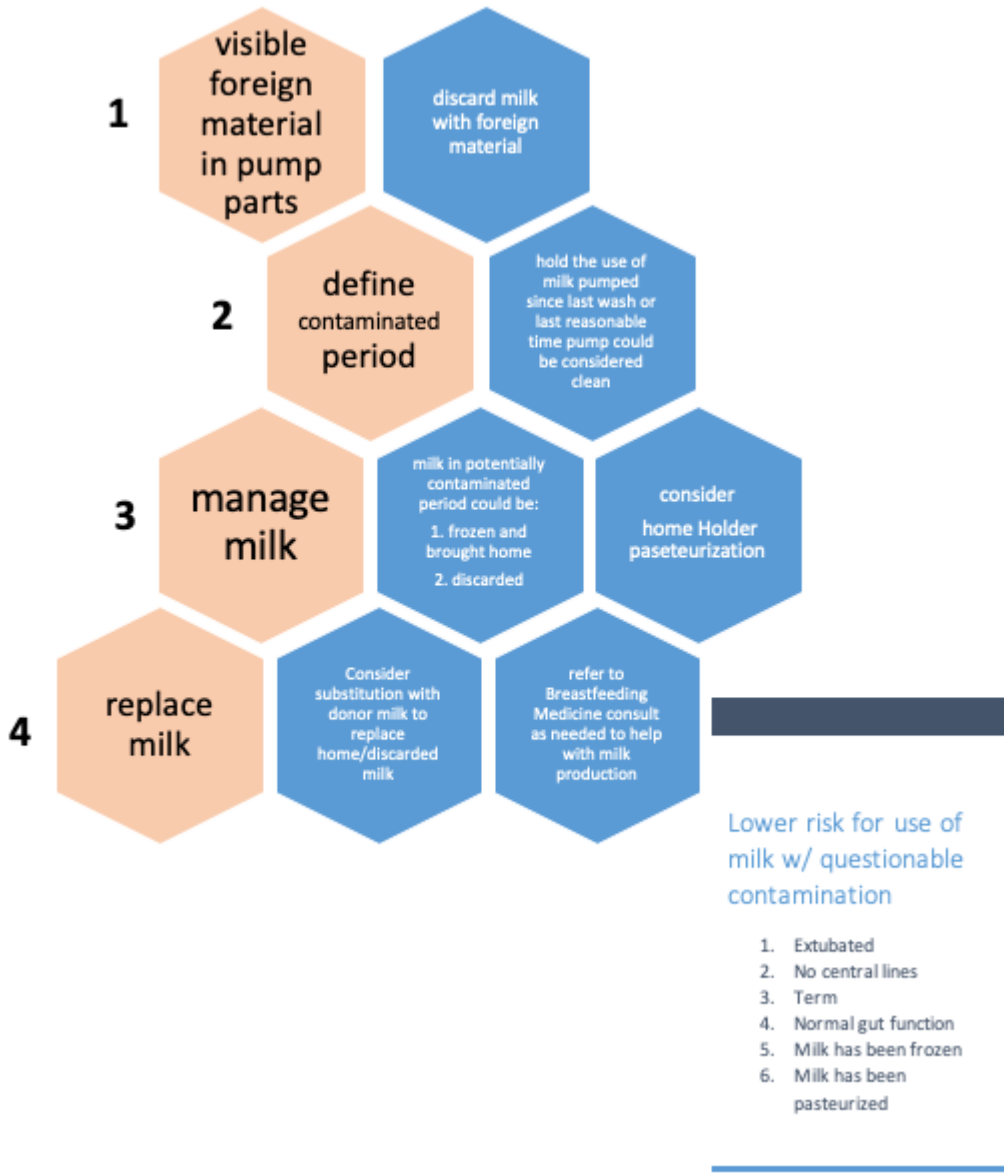 1
visible
foreign
material
in pump
parts
discard milk
with foreign
material
2
define
contaminated
period
hold the use of
milk pumped
since last wash or
last reasonable
time pump could
be considered
clean
3
manage
milk
milk in potentially
contaminated
period could be:
1. frozen and
brought home
2. discarded
consider
home Holder
paseteurization
4
replace
milk
Consider
substitution with
donor milk to
replace
home/discarded
milk
refer to
Breastfeeding
Medicine consult
as needed to help
with milk
production
Lower risk for use of
milk w/ questionable
contamination
1. Extubated
2. No central lines
3. Term
4. Normal gut function
5. Milk has been frozen
6. Milk has been
pasteurized